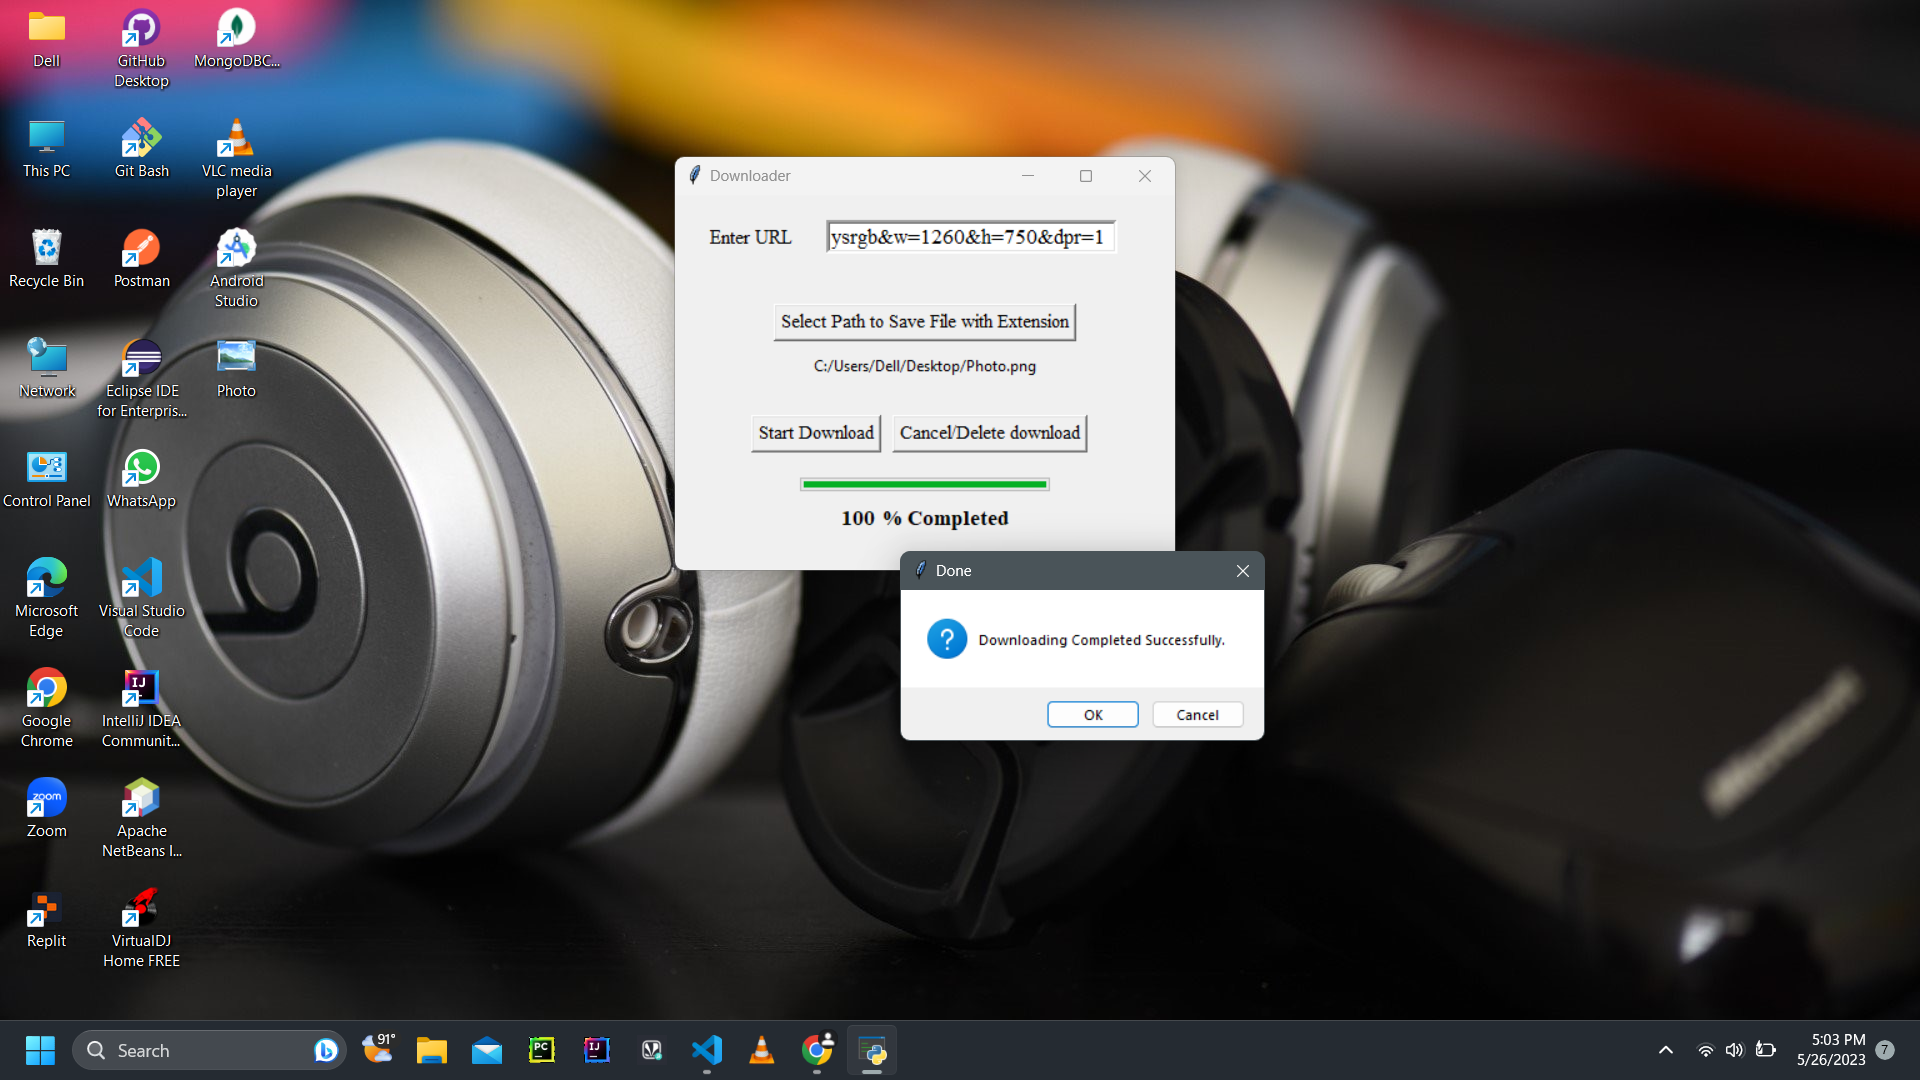 Dell
GitHub
Desktop
MongoDBC...
This PC
Git Bash
VLC media
player
Recycle Bin
Postman
Android
Studio
Network
Eclipse IDE
for Enterpris...
Photo
Control Panel
WhatsApp
Microsoft
Edge
Visual Studio
Code
Google
Chrome
IntelliJ IDEA
Communit...
Zoom
Apache
NetBeans I...
Replit
VirtualDJ
Home FREE
Downloader
Enter URL
ysrgb&w=1260&h=750&dpr=1
Select Path to Save File with Extension
C:/Users/Dell/Desktop/Photo.png
Start Download
Cancel/Delete download
100 % Completed
Done
Downloading Completed Successfully.
OK
Cancel
Search
91°
5:03 PM
5/26/2023
7
zoom
IJ
PC
IJ